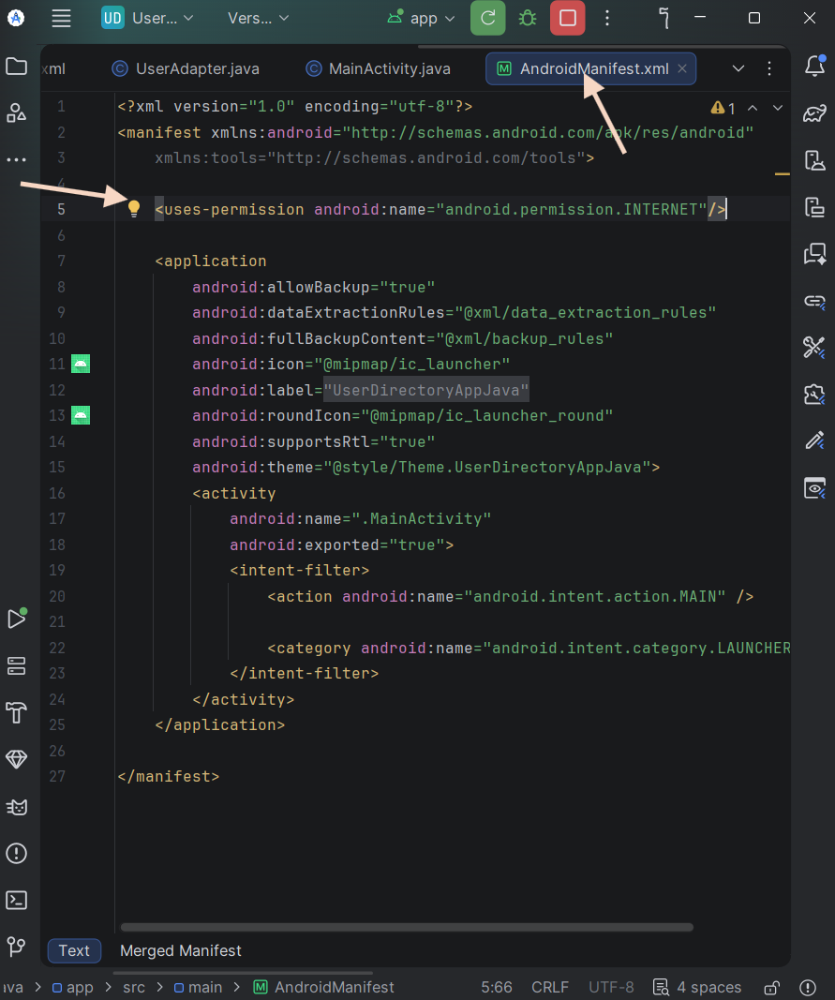 UD User... Vers... app
xml UserAdapter.java MainActivity.java AndroidManifest.xml
1 <?xml version="1.0" encoding="utf-8"?> 1
2 <manifest xmlns:android="http://schemas.android.com/apk/res/android"
3 xmlns:tools="http://schemas.android.com/tools">
4
5 <uses-permission android:name="android.permission.INTERNET"/>
6
7 <application
8 android:allowBackup="true"
9 android:dataExtractionRules="@xml/data_extraction_rules"
10 android:fullBackupContent="@xml/backup_rules"
11 android:icon="@mipmap/ic_launcher"
12 android:label="UserDirectoryAppJava"
13 android:roundIcon="@mipmap/ic_launcher_round"
14 android:supportsRtl="true"
15 android:theme="@style/Theme.UserDirectoryAppJava">
16 <activity
17 android:name=".MainActivity"
18 android:exported="true">
19 <intent-filter>
20 <action android:name="android.intent.action.MAIN" />
21
22 <category android:name="android.intent.category.LAUNCHER
23 </intent-filter>
24 </activity>
25 </application>
26
27 </manifest>
Text Merged Manifest
ava > app > src > main > AndroidManifest 5:66 CRLF UTF-8 4 spaces